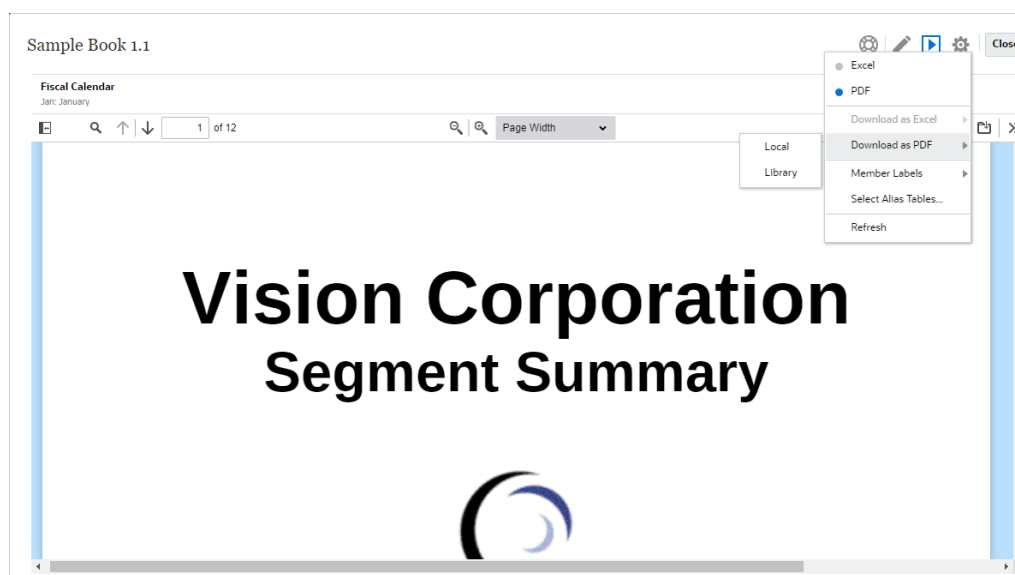 Sample Book 1.1
Close
Excel
PDF
Download as Excel
Download as PDF
Member Labels
Select Alias Tables...
Refresh
Local
Library
Fiscal Calendar
Jan: January
1 of 12
Page Width
Vision Corporation
Segment Summary